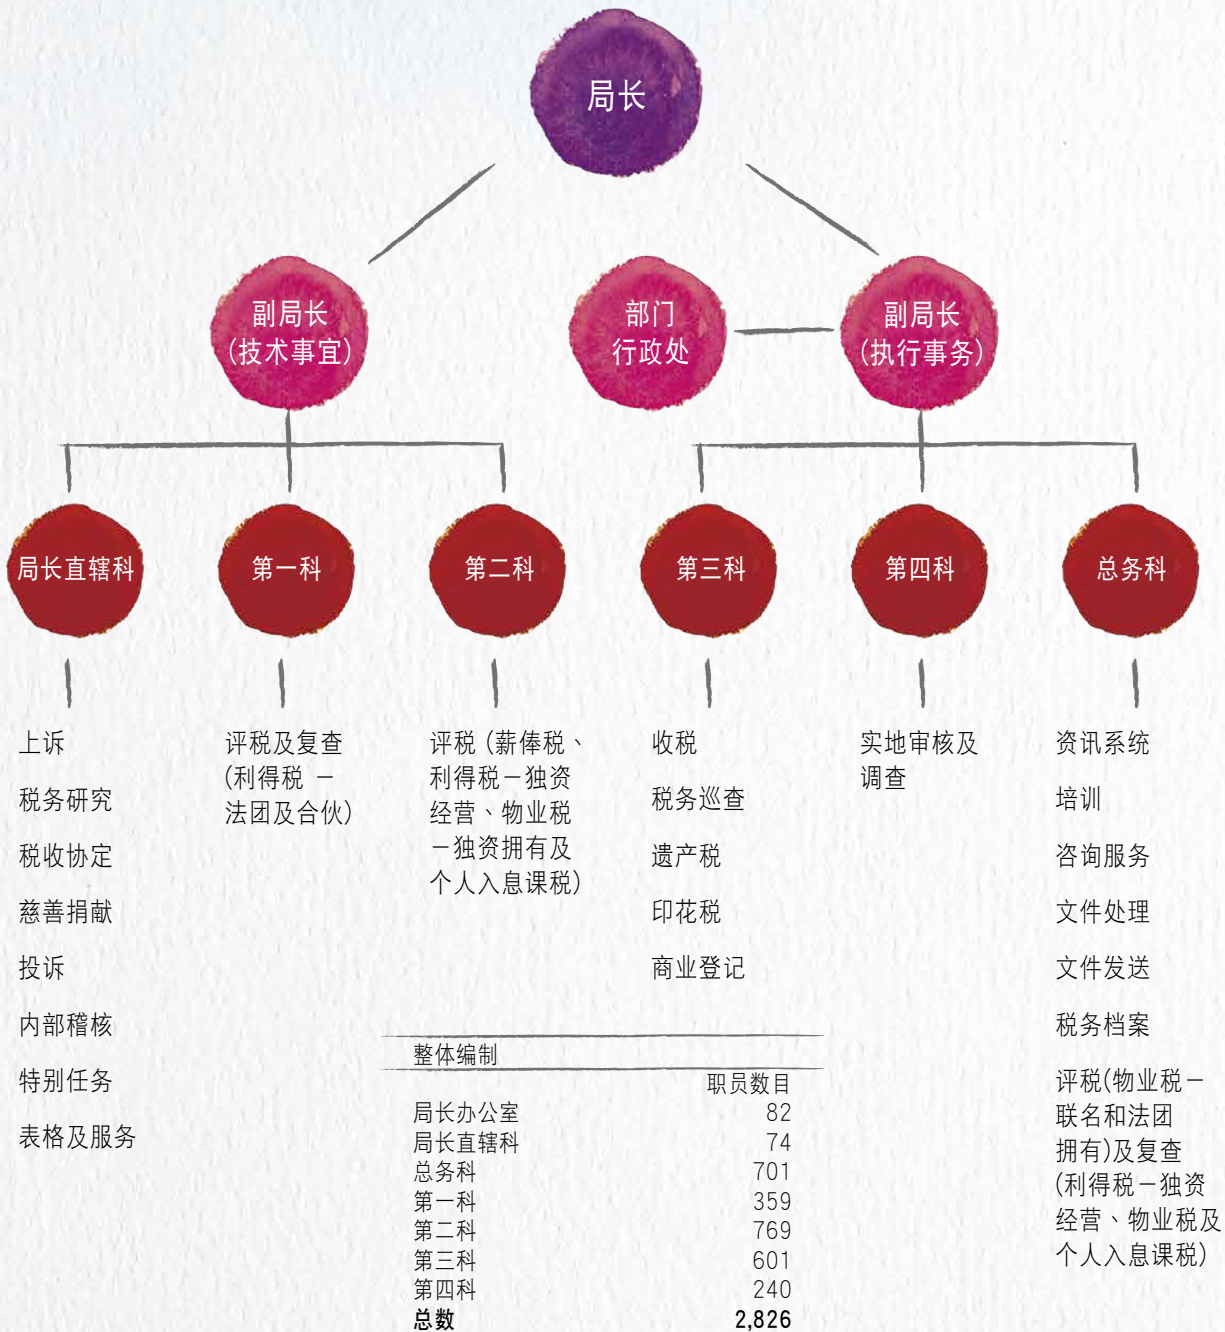 局长
副局长
(技术事宜)
部门
行政处
副局长
(执行事务)
局长直辖科
第一科
第二科
第三科
第四科
总务科
上诉
税务研究
税收协定
慈善捐献
投诉
内部稽核
特别任务
表格及服务
评税及复查
(利得税 －
法团及合伙)
评税 (薪俸税、
利得税－独资
经营、物业税
－独资拥有及
个人入息课税)
收税
税务巡查
遗产税
印花税
商业登记
实地审核及
调查
资讯系统
培训
咨询服务
文件处理
文件发送
税务档案
评税(物业税－
联名和法团
拥有)及复查
(利得税－独资
经营、物业税及
个人入息课税)
整体编制
职员数目
局长办公室 82
局长直辖科 74
总务科 701
第一科 359
第二科 769
第三科 601
第四科 240
总数 2,826